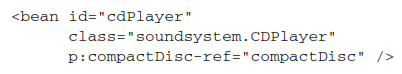 <bean id="cdPlayer"
class="soundsystem.CDPlayer"
p:compactDisc-ref="compactDisc" />